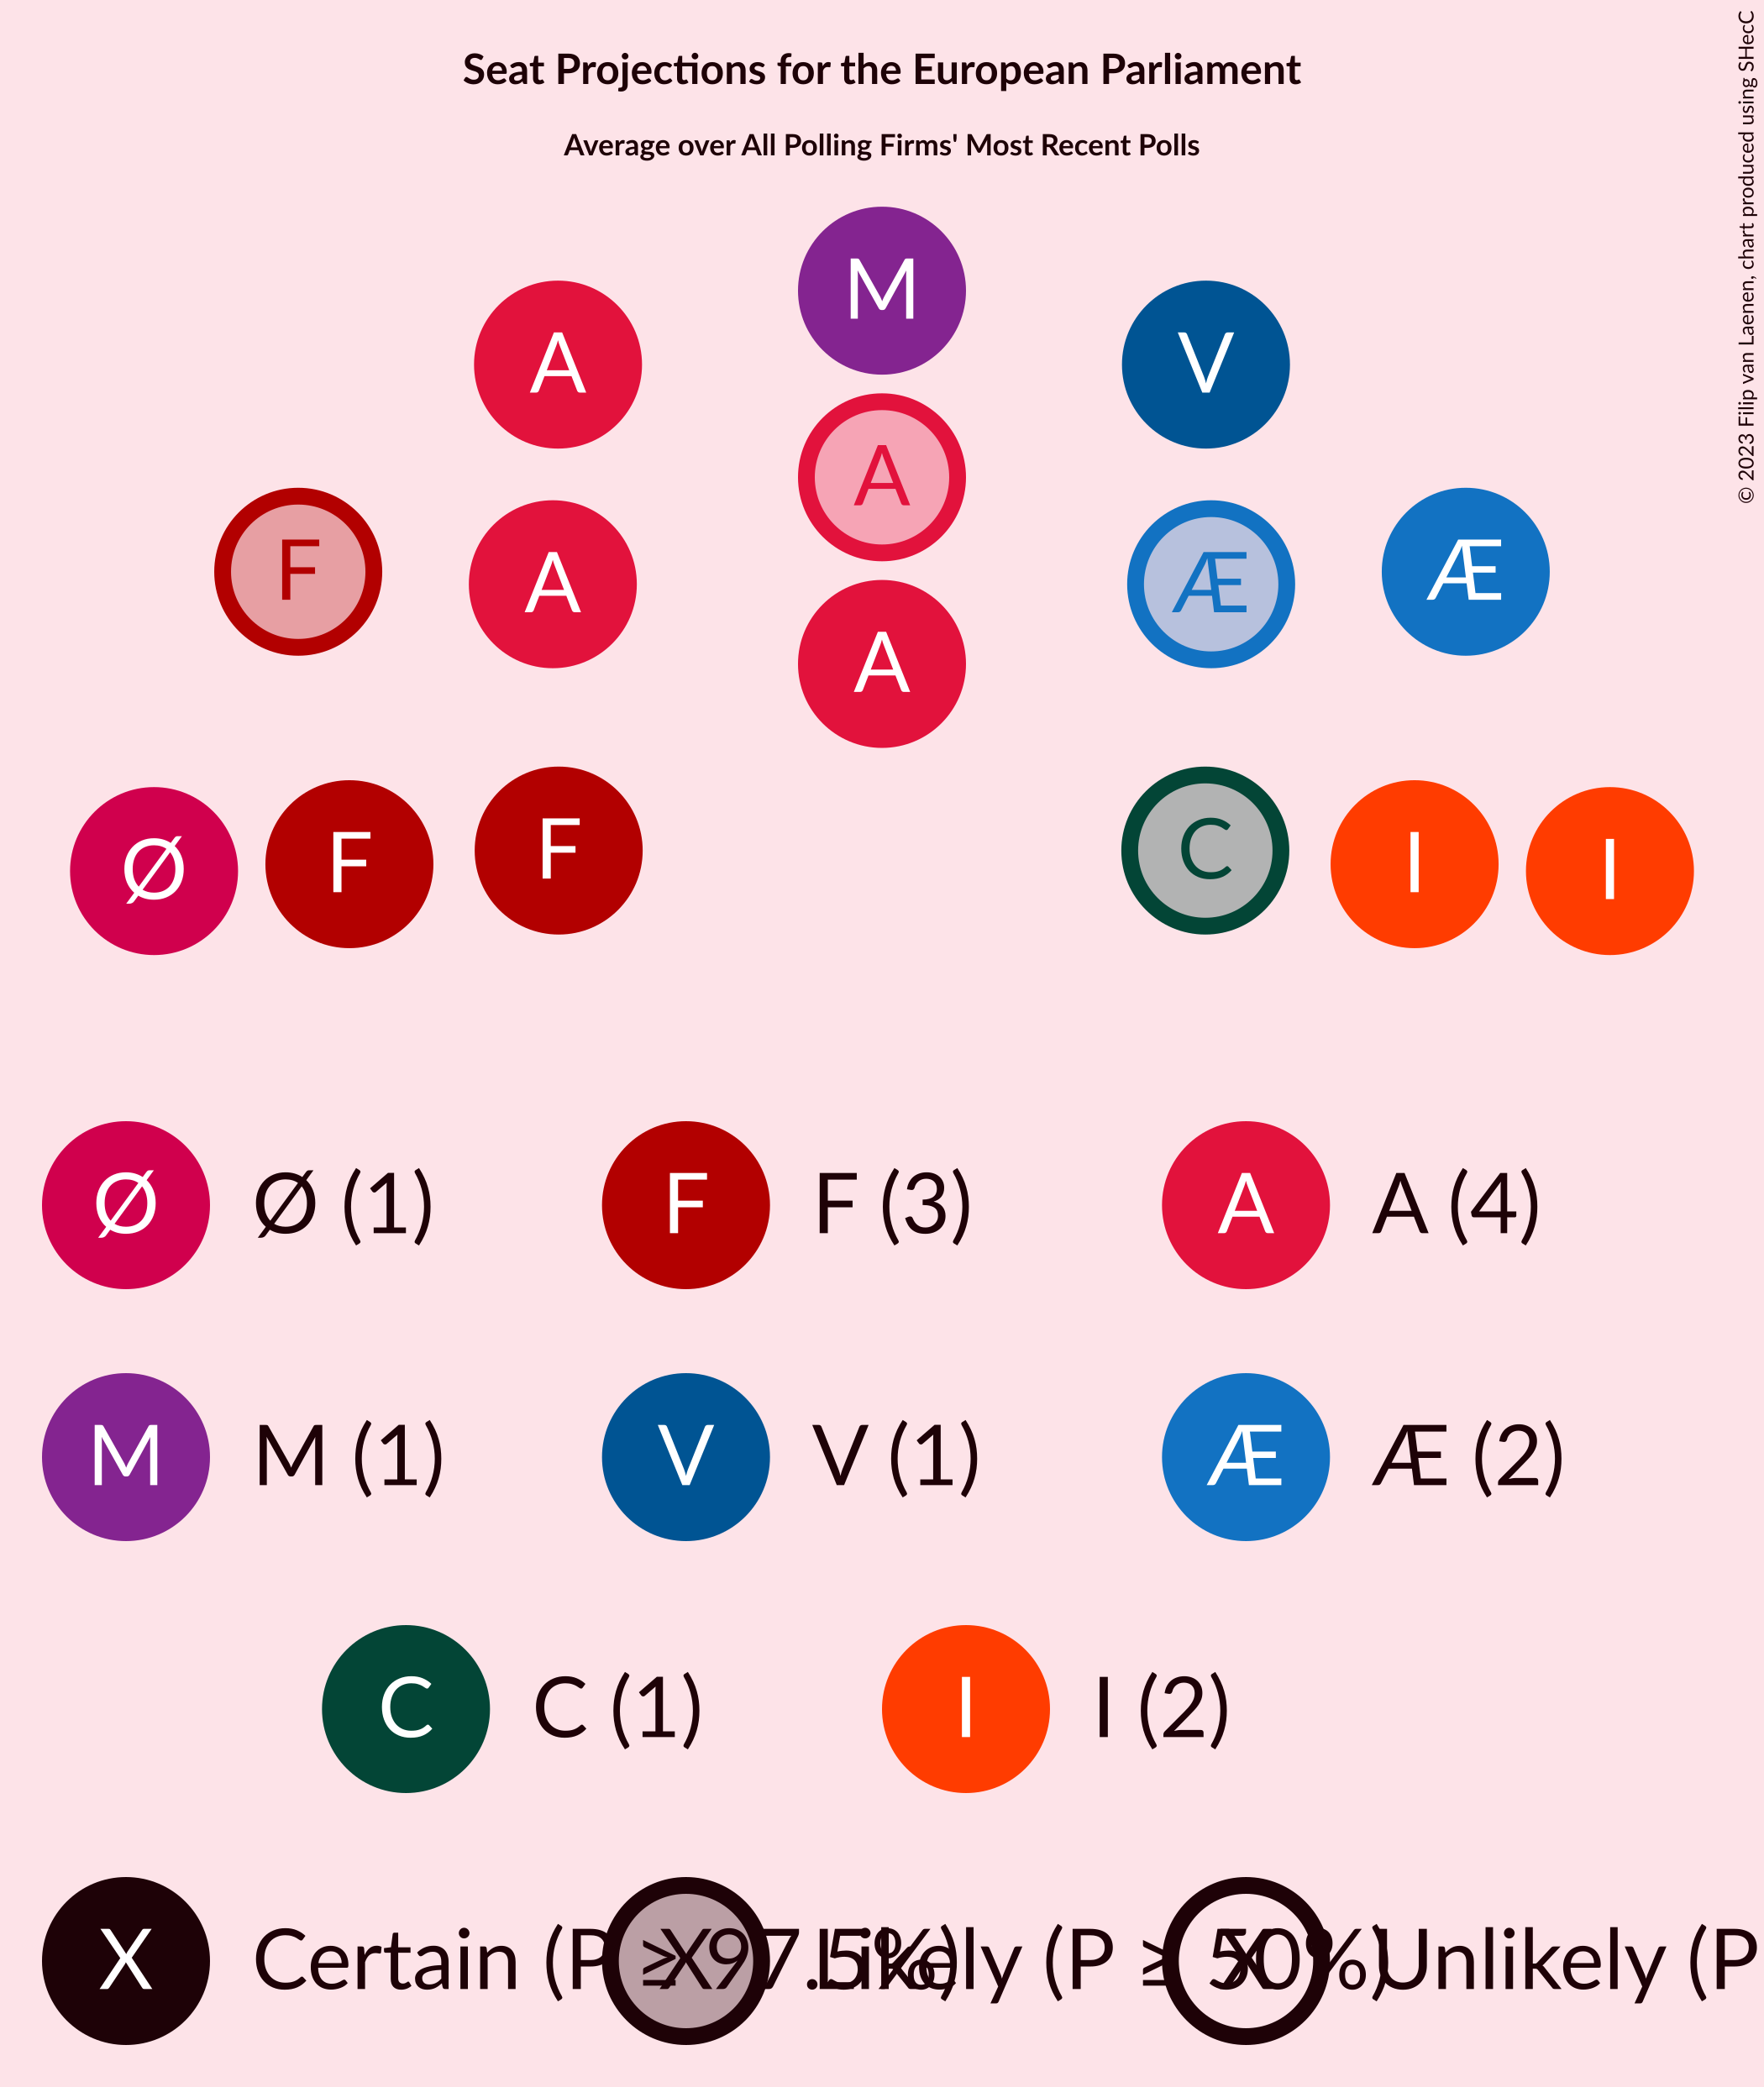 Seat Projections for the European Parliament
Average over All Polling Firms' Most Recent Polls
© 2023 Filip van Laenen, chart produced using SHecC
M
A
V
A
F
A
Æ
Æ
A
Ø
F
F
C
I
I
Ø Ø (1)
F F (3)
A A (4)
M M (1)
V V (1)
Æ Æ (2)
C C (1)
I I (2)
X Certain (P ≥ 97.5%)
X Likely (P ≥ 50%)
X Unlikely (P